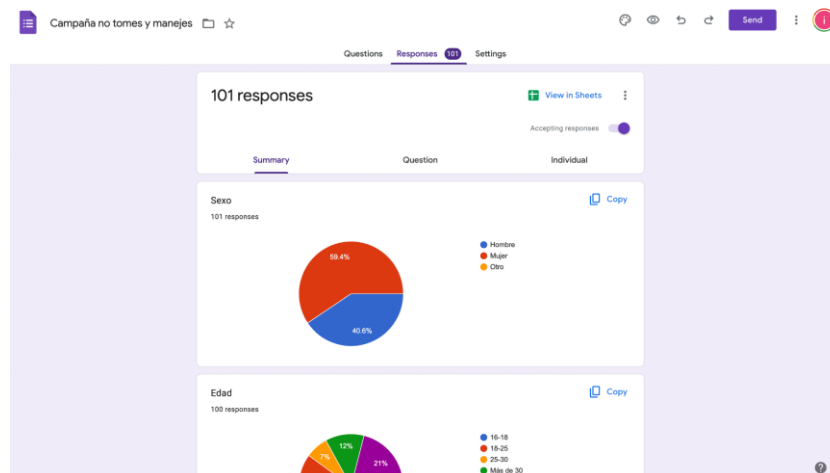 Campaña no tomes y manejes
Send
i
Questions Responses 101 Settings
101 responses
View in Sheets
Accepting responses
Summary Question Individual
Sexo
Copy
101 responses
59.4%
40.6%
Hombre
Mujer
Otro
Edad
Copy
100 responses
7%
12%
21%
16-18
18-25
25-30
Más de 30
?